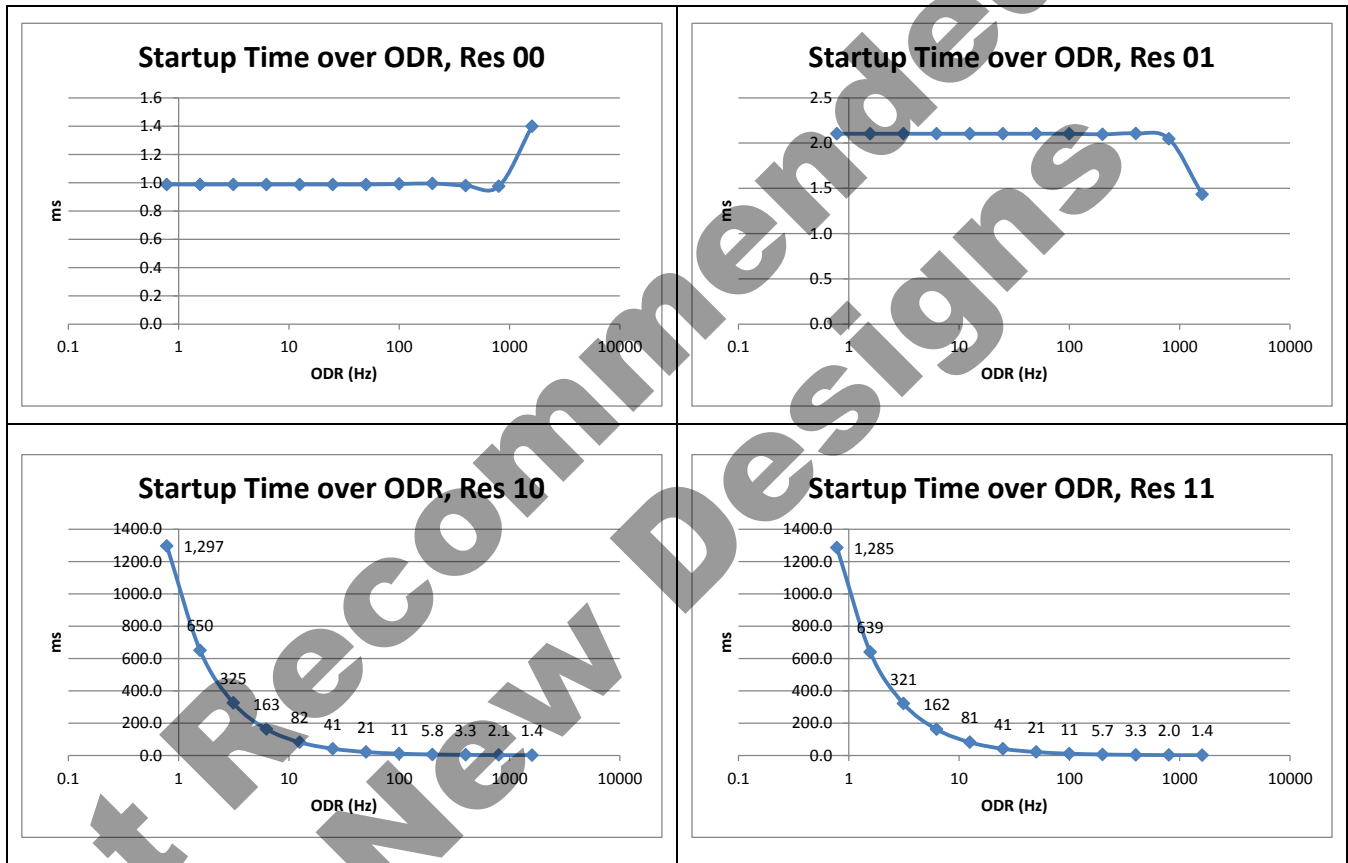 Startup Time over ODR, Res 00
1.6
1.4
1.2
1.0
0.8
0.6
0.4
0.2
0.0
ms
0.1 1 10 100 1000 10000
ODR (Hz)
Startup Time over ODR, Res 01
2.5
2.0
1.5
1.0
0.5
0.0
ms
0.1 1 10 100 1000 10000
ODR (Hz)
Startup Time over ODR, Res 10
1400.0
1200.0
1000.0
800.0
600.0
400.0
200.0
0.0
ms
1,297
650
325
163
82 41 21 11 5.8 3.3 2.1 1.4
0.1 1 10 100 1000 10000
ODR (Hz)
Startup Time over ODR, Res 11
1400.0
1200.0
1000.0
800.0
600.0
400.0
200.0
0.0
ms
1,285
639
321
162
81 41 21 11 5.7 3.3 2.0 1.4
0.1 1 10 100 1000 10000
ODR (Hz)
t Recommended
New Designs